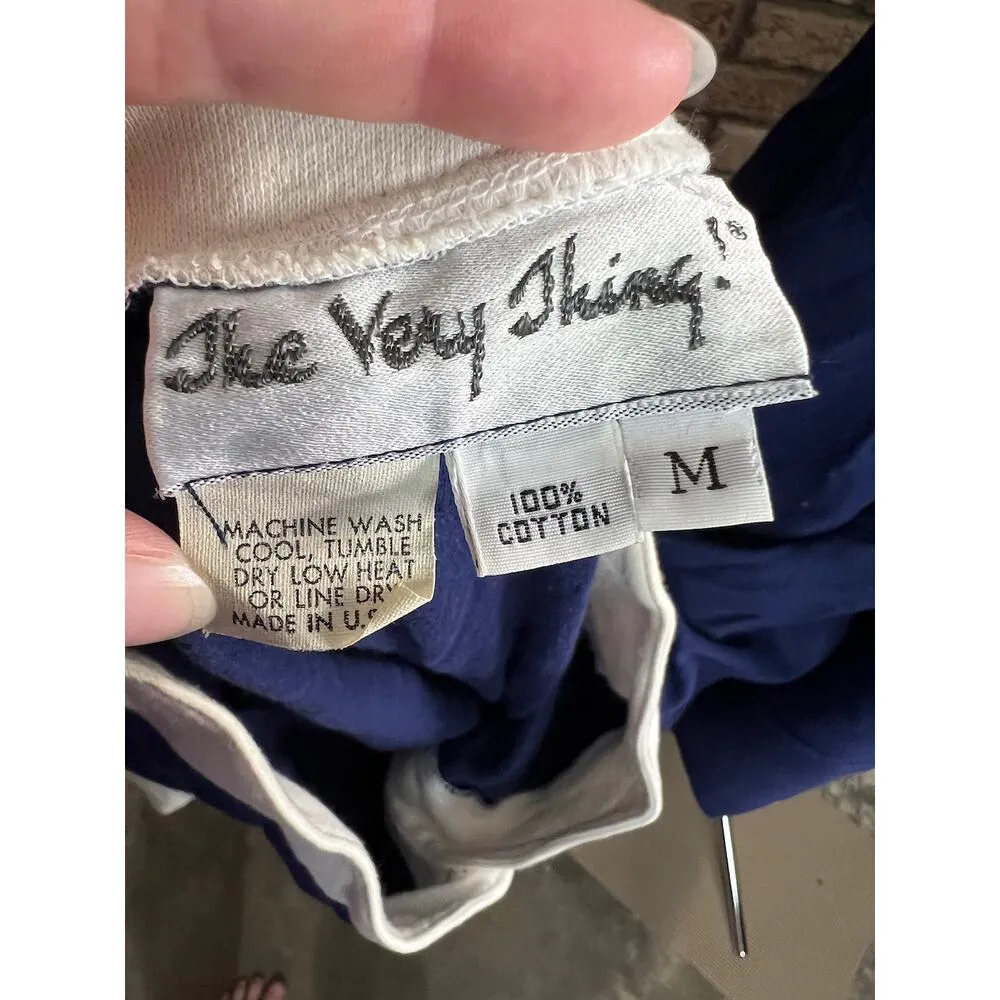 The Very Thing!®
MACHINE WASH
COOL, TUMBLE
DRY LOW HEAT
OR LINE DRY
MADE IN U.S
100%
COTTON
M